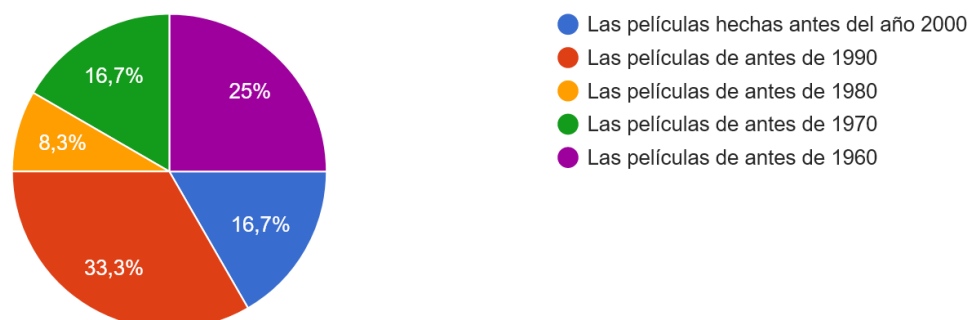 16,7%
25%
8,3%
16,7%
33,3%
Las películas hechas antes del año 2000
Las películas de antes de 1990
Las películas de antes de 1980
Las películas de antes de 1970
Las películas de antes de 1960